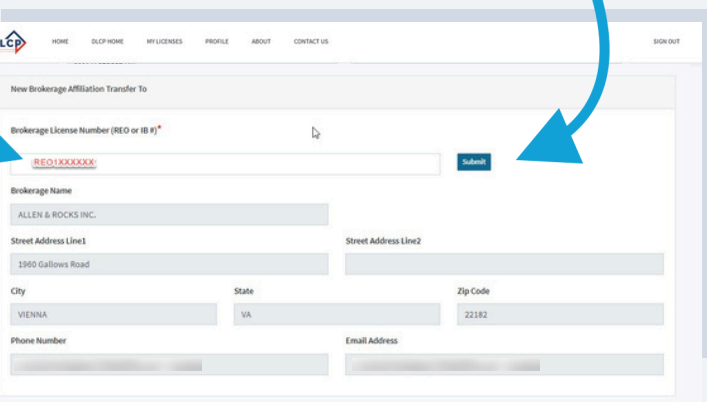 LCP HOME DLCP HOME MY LICENSES PROFILE ABOUT CONTACT US SIGN OUT
New Brokerage Affiliation Transfer To
Brokerage License Number (REO or IB #)*
REO1XXXXXX Submit
Brokerage Name
ALLEN & ROCKS INC.
Street Address Line1 Street Address Line2
1960 Gallows Road
City State Zip Code
VIENNA VA 22182
Phone Number Email Address